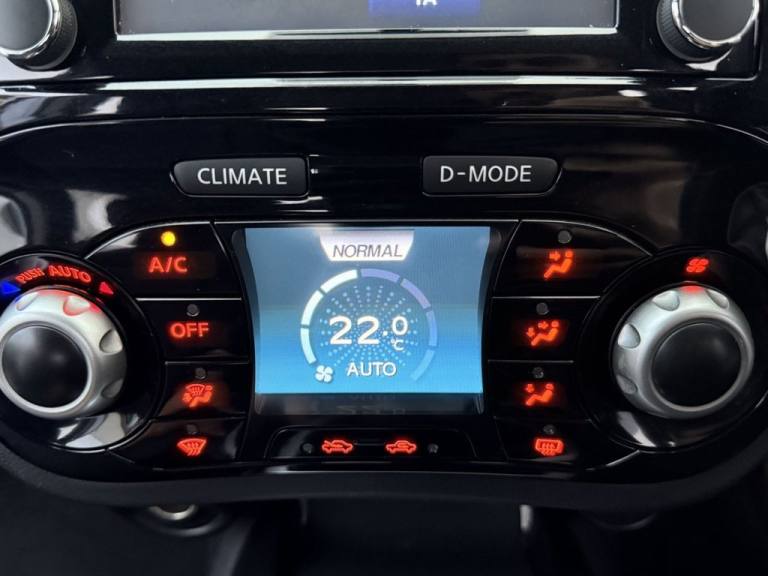 CLIMATE
D-MODE
NORMAL
A/C
PUSH AUTO
OFF
22.0
°C
AUTO